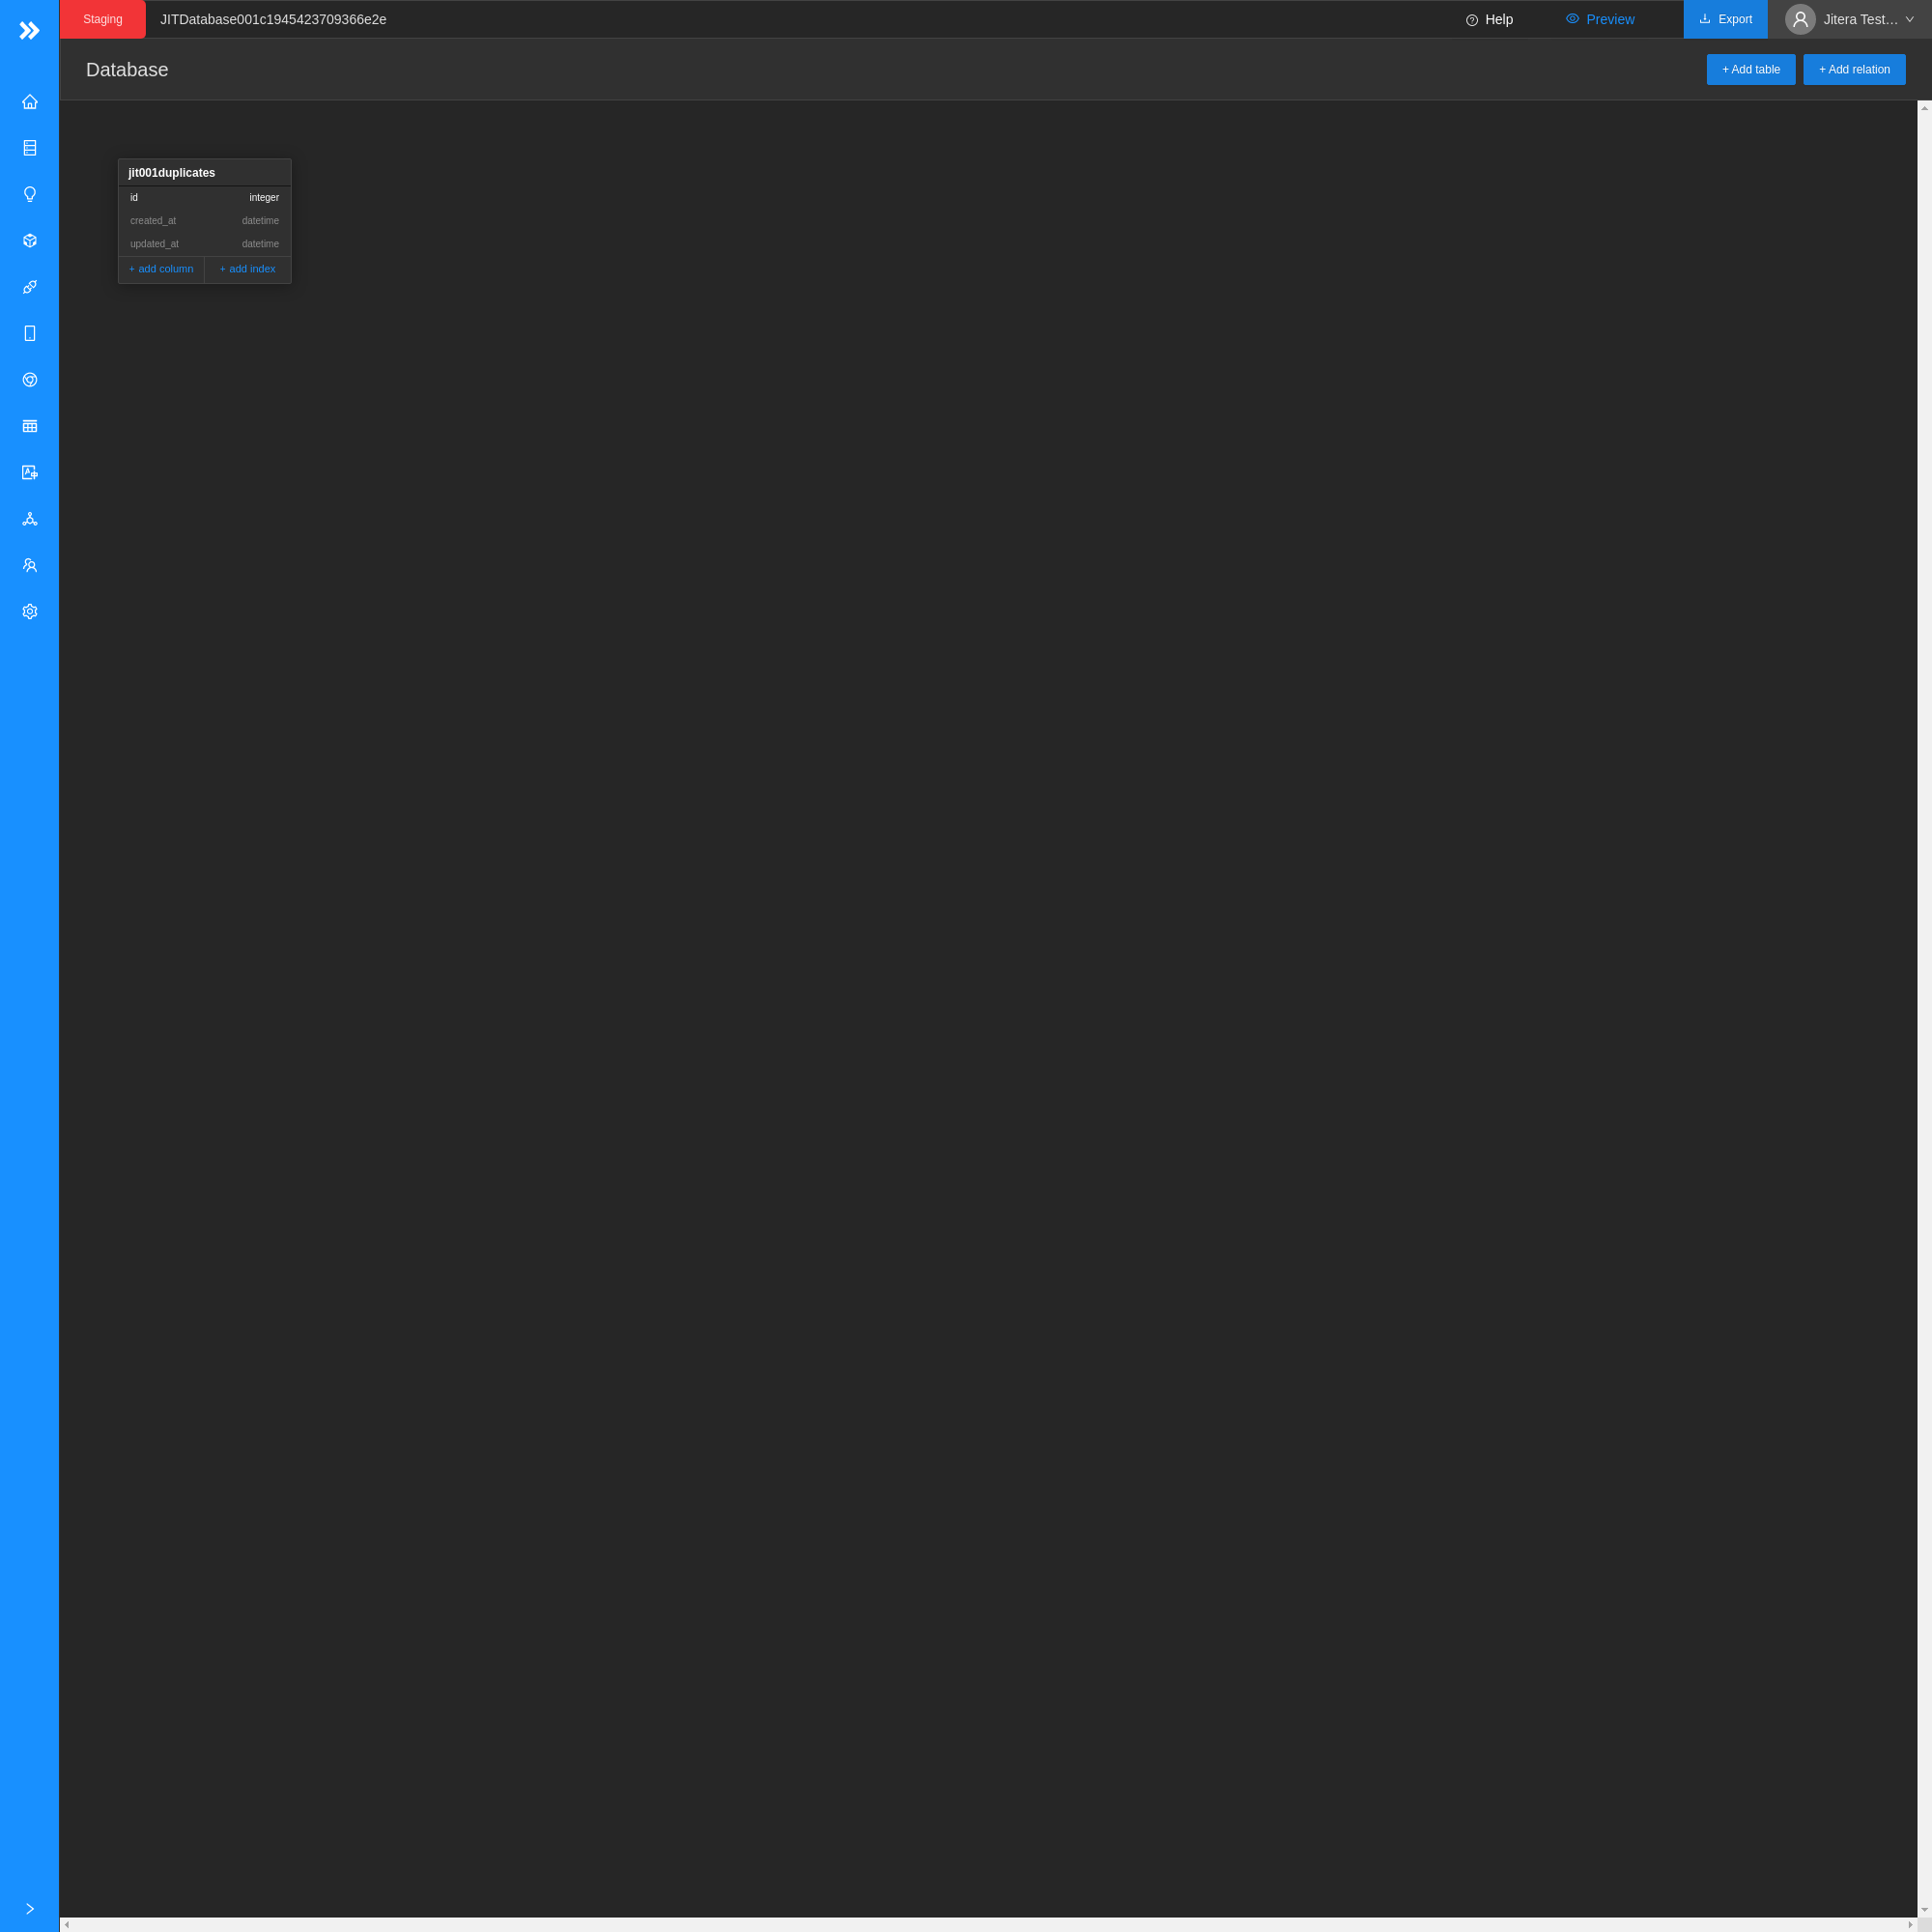 Staging
JITDatabase001c1945423709366e2e
Help
Preview
Export
Jitera Test...
Database
+ Add table
+ Add relation
jit001duplicates
id integer
created_at datetime
updated_at datetime
+ add column
+ add index